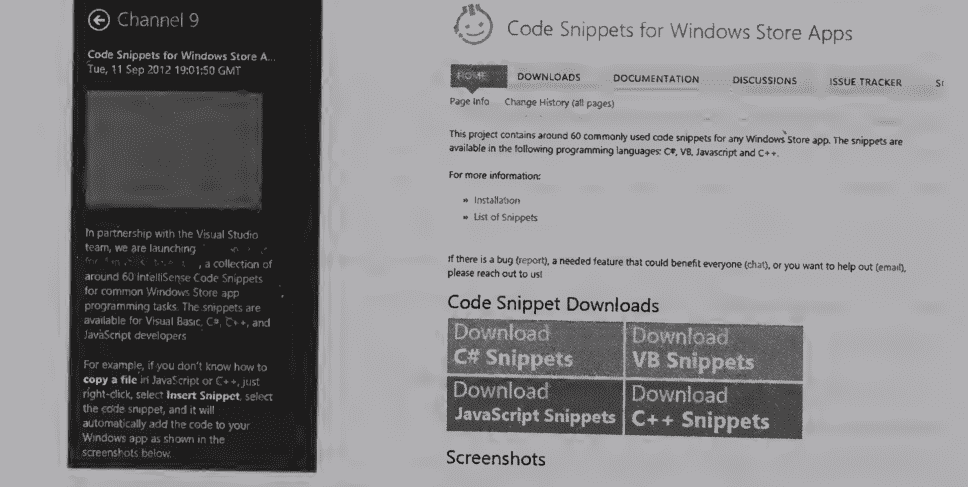 Channel 9
Code Snippets for Windows Store A...
Tue, 11 Sep 2012 19:01:50 GMT
In partnership with the Visual Studio
team, we are launching
, a collection of
around 60 IntelliSense Code Snippets
for common Windows Store app
programming tasks. The snippets are
available for Visual Basic, C#, C++, and
JavaScript developers
For example, if you don't know how to
copy a file in JavaScript or C++, just
right-click, select Insert Snippet, select
the code snippet, and it will
automatically add the code to your
Windows app as shown in the
screenshots below.
Code Snippets for Windows Store Apps
HOME DOWNLOADS DOCUMENTATION DISCUSSIONS ISSUE TRACKER
Page Info Change History (all pages)
This project contains around 60 commonly used code snippets for any Windows Store app. The snippets are
available in the following programming languages: C#, VB, Javascript and C++.
For more information:
» Installation
» List of Snippets
If there is a bug (report), a needed feature that could benefit everyone (chat), or you want to help out (email),
please reach out to us!
Code Snippet Downloads
Download
C# Snippets
Download
VB Snippets
Download
JavaScript Snippets
Download
C++ Snippets
Screenshots